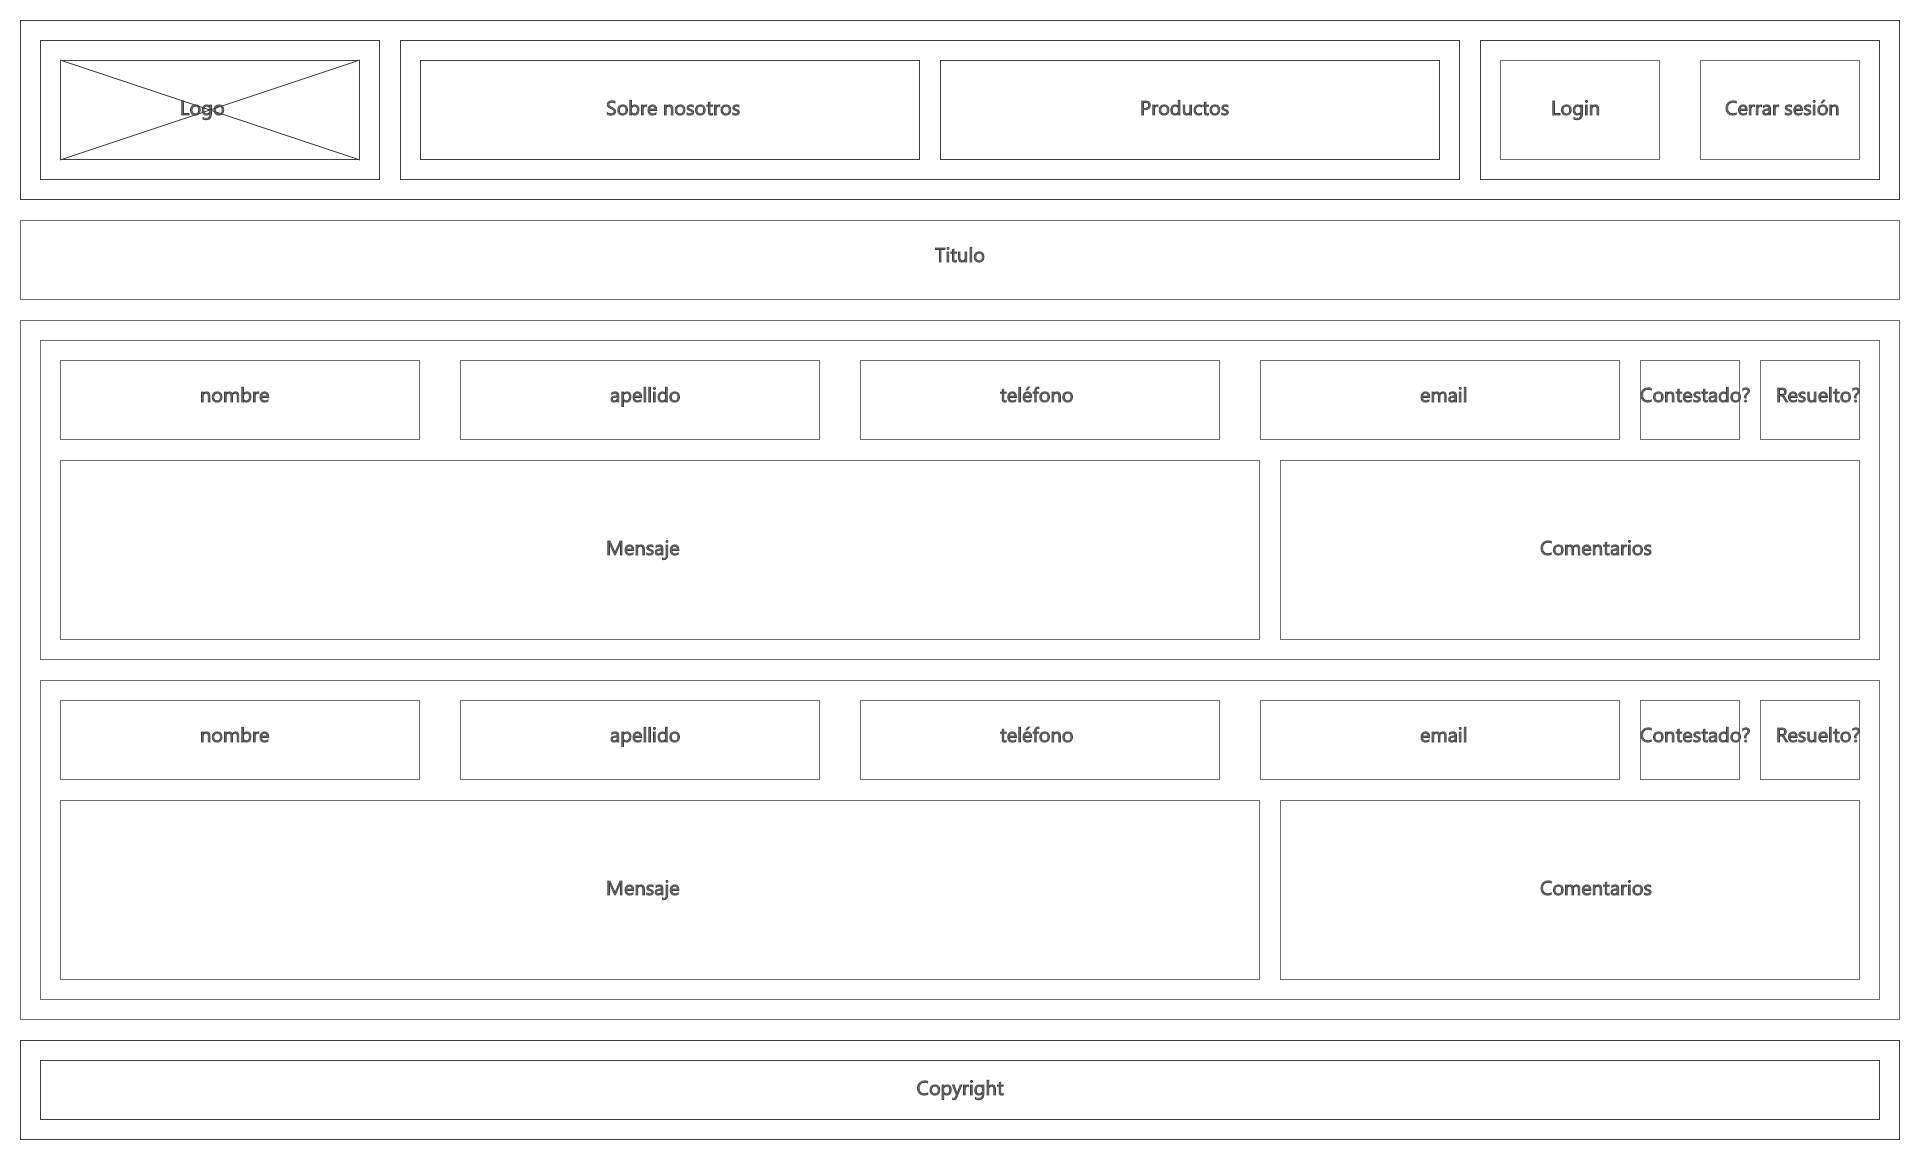 Logo
Sobre nosotros
Productos
Login
Cerrar sesión
Titulo
nombre
apellido
teléfono
email
Contestado?
Resuelto?
Mensaje
Comentarios
nombre
apellido
teléfono
email
Contestado?
Resuelto?
Mensaje
Comentarios
Copyright